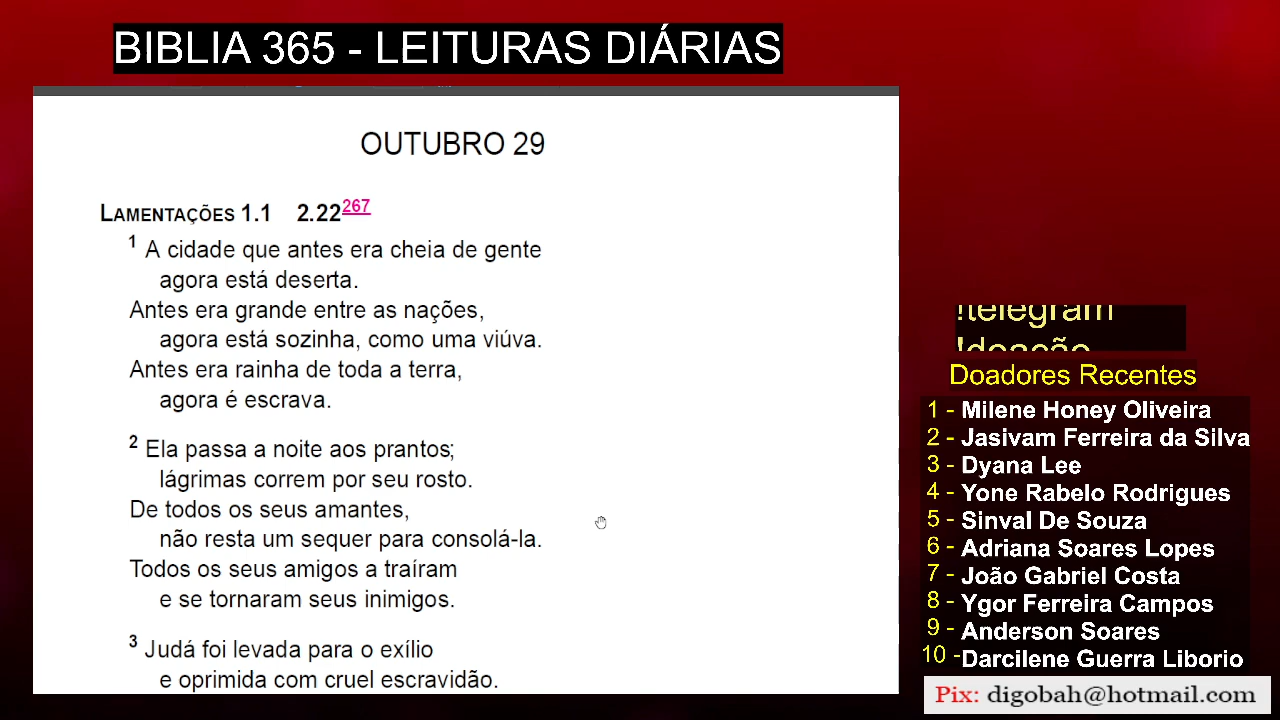 BIBLIA 365 - LEITURAS DIÁRIAS
OUTUBRO 29
LAMENTAÇÕES 1.1 2.22 267
1 A cidade que antes era cheia de gente
agora está deserta.
Antes era grande entre as nações,
agora está sozinha, como uma viúva.
Antes era rainha de toda a terra,
agora é escrava.
2 Ela passa a noite aos prantos;
lágrimas correm por seu rosto.
De todos os seus amantes,
não resta um sequer para consolá-la.
Todos os seus amigos a traíram
e se tornaram seus inimigos.
3 Judá foi levada para o exílio
e oprimida com cruel escravidão.
!telegram
!doação
Doadores Recentes
1 - Milene Honey Oliveira
2 - Jasivam Ferreira da Silva
3 - Dyana Lee
4 - Yone Rabelo Rodrigues
5 - Sinval De Souza
6 - Adriana Soares Lopes
7 - João Gabriel Costa
8 - Ygor Ferreira Campos
9 - Anderson Soares
10 - Darcilene Guerra Liborio
Pix: digobah@hotmail.com